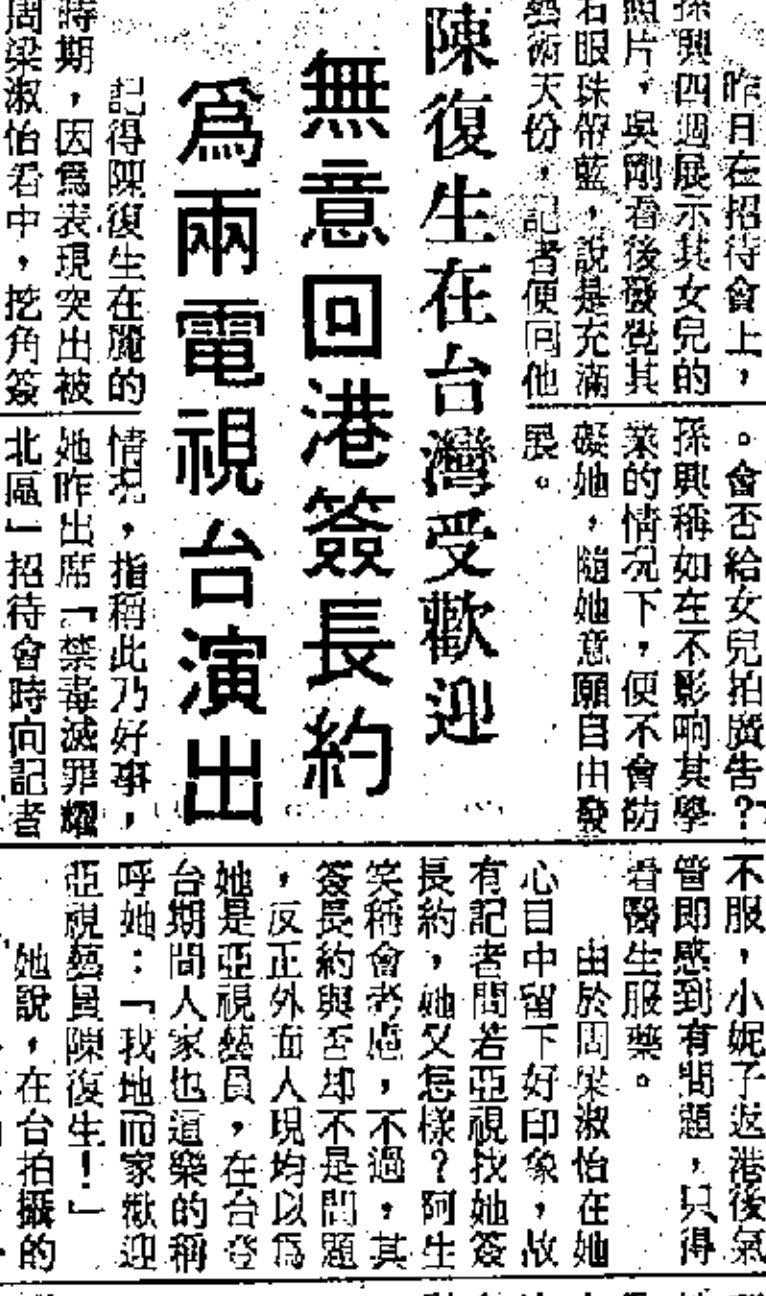 昨日在招待會上，
孫興四週展示其女兒的
照片，吳剛看後發覺其
右眼珠帶藍，說是充滿
藝術天份，記者便問他
。會否給女兒拍廣告？
孫興稱如在不影响其學
業的情況下，便不會防
礙她，隨她意願自由發
展。
陳復生在台灣受歡迎
無意回港簽長約
爲兩電視台演出
記得陳復生在麗的
時期，因爲表現突出被
周梁淑怡看中，挖角簽
情況，指稱此乃好事，
她昨出席「禁毒滅罪耀
北區」招待會時向記者
不服，小妮子返港後氣
管即感到有問題，只得
看醫生服藥。
由於周梁淑怡在她
心目中留下好印象，故
有記者問若亞視找她簽
長約，她又怎樣？阿生
笑稱會考慮，不過，其
簽長約與否却不是問題
，反正外面人現均以爲
她是亞視藝員，在台登
台期間人家也這樂的稱
呼她：「我地而家歡迎
亞視藝員陳復生！」
她說，在台拍攝的